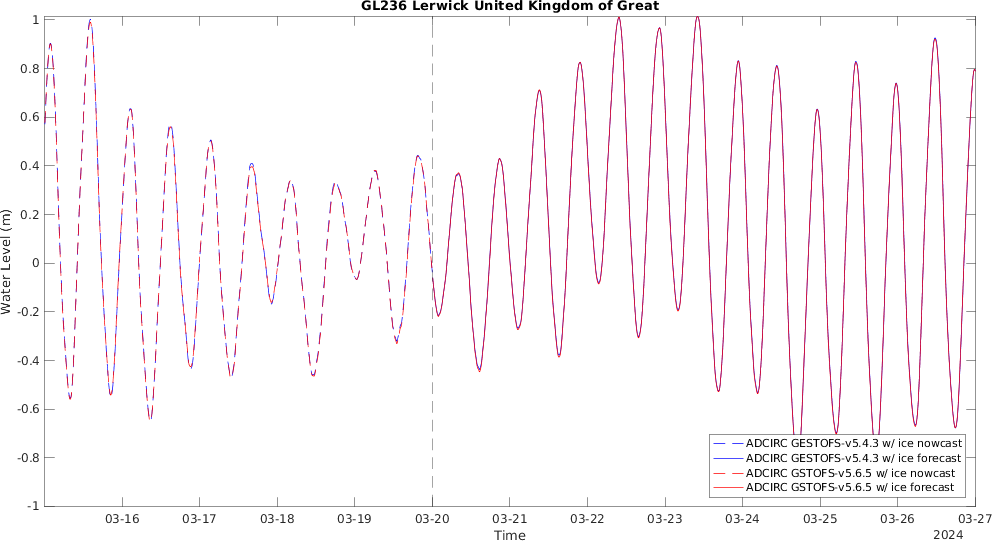 GL236 Lerwick United Kingdom of Great
1
0.8
0.6
0.4
0.2
0
-0.2
-0.4
-0.6
-0.8
-1
Water Level (m)
ADCIRC GESTOFS-v5.4.3 w/ ice nowcast
ADCIRC GESTOFS-v5.4.3 w/ ice forecast
ADCIRC GSTOFS-v5.6.5 w/ ice nowcast
ADCIRC GSTOFS-v5.6.5 w/ ice forecast
03-16 03-17 03-18 03-19 03-20 03-21 03-22 03-23 03-24 03-25 03-26 03-27
Time
2024